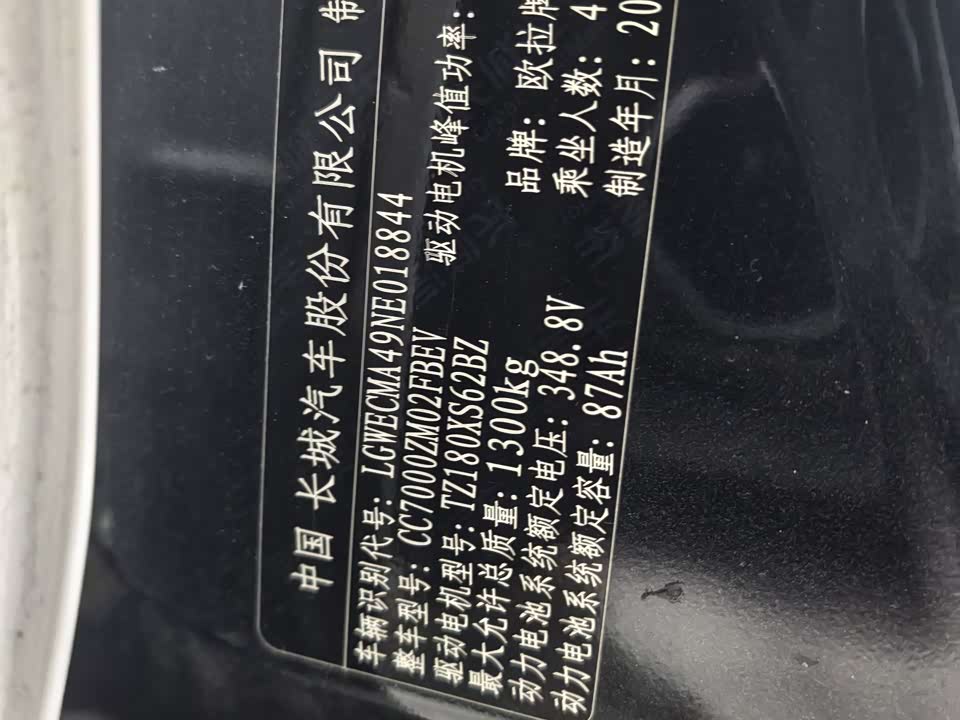 中国 长城汽车股份有限公司 制
车辆识别代号: LGWECMA49NE018844
整车型号: CC7000ZM02FBEV
驱动电机型号: TZ180XS62BZ 驱动电机峰值功率:
最大允许总质量: 1300kg 品牌: 欧拉牌
动力电池系统额定电压: 348.8V 乘坐人数: 4
动力电池系统额定容量: 87Ah 制造年月: 20